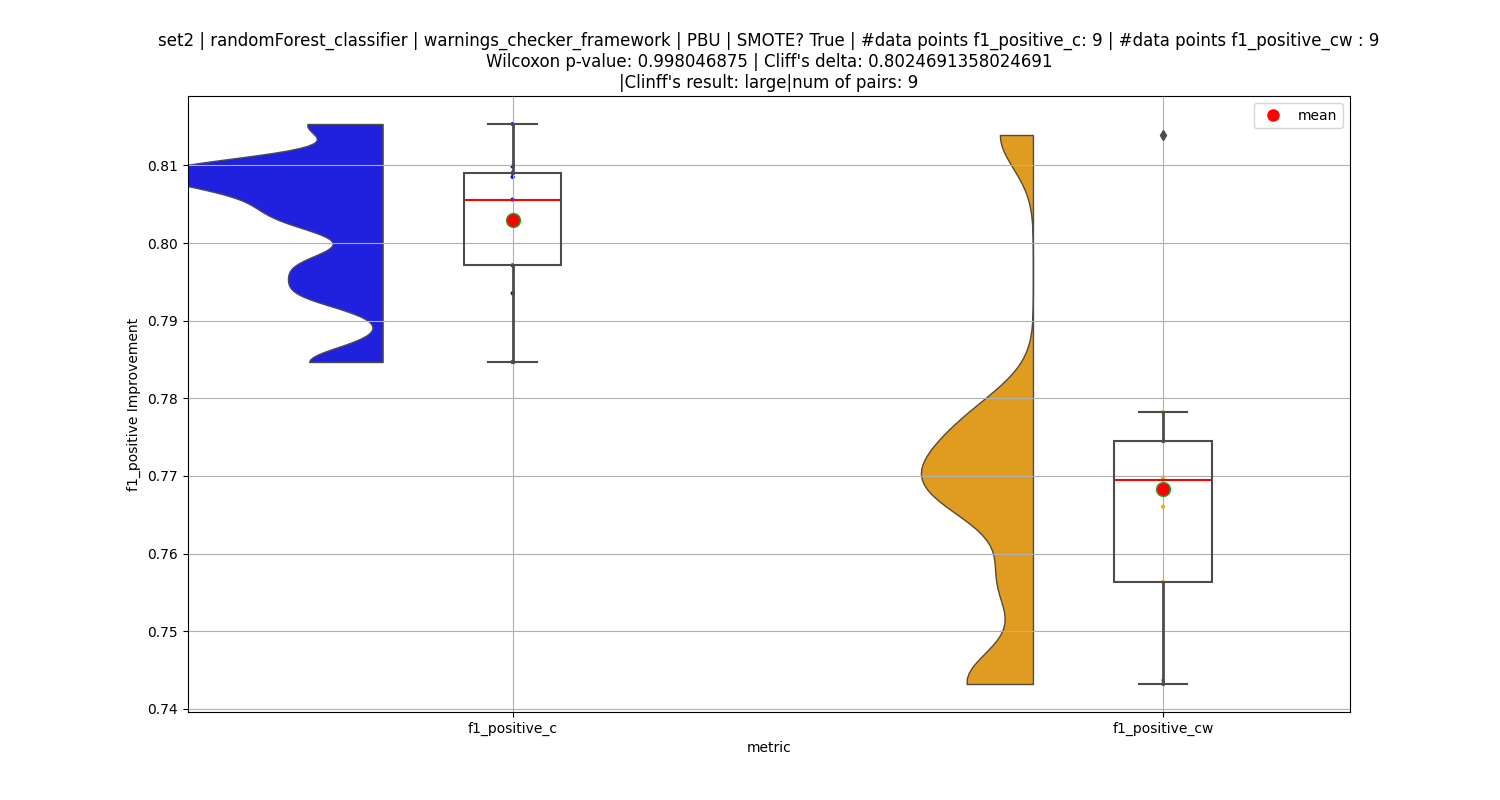 set2 | randomForest_classifier | warnings_checker_framework | PBU | SMOTE? True | #data points f1_positive_c: 9 | #data points f1_positive_cw : 9
Wilcoxon p-value: 0.998046875 | Cliff's delta: 0.8024691358024691
|Clinff's result: large|num of pairs: 9
mean
0.81
0.80
0.79
0.78
0.77
0.76
0.75
0.74
f1_positive Improvement
f1_positive_c
f1_positive_cw
metric